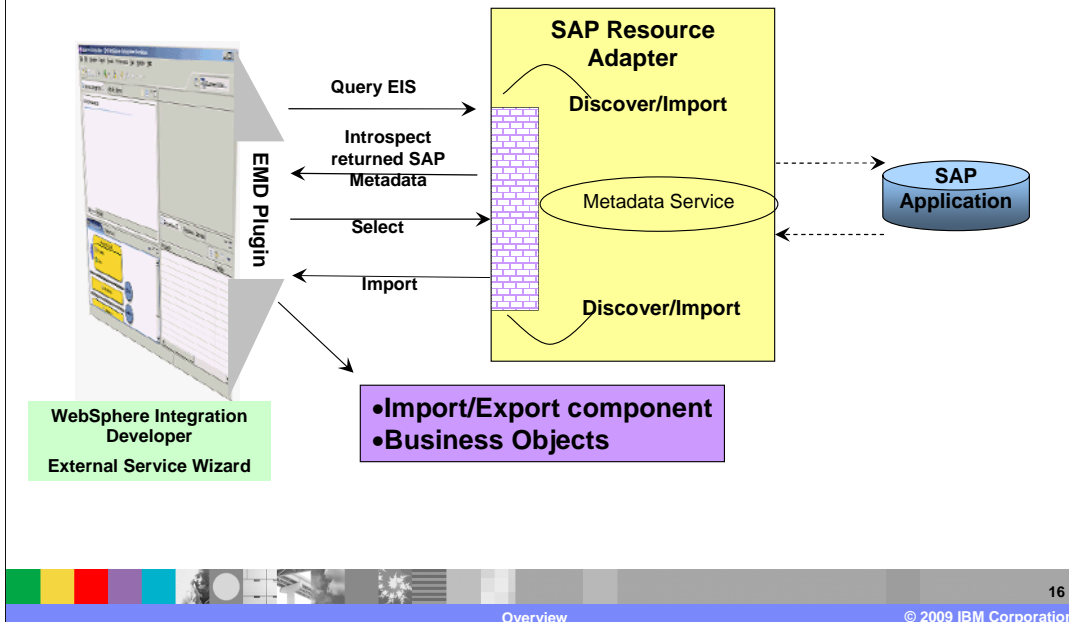 SAP Resource
Adapter
Query EIS
Discover/Import
Introspect
returned SAP
Metadata
EMD Plugin
Metadata Service
SAP
Application
Select
Import
Discover/Import
•Import/Export component
•Business Objects
WebSphere Integration
Developer
External Service Wizard
16
Overview
© 2009 IBM Corporation